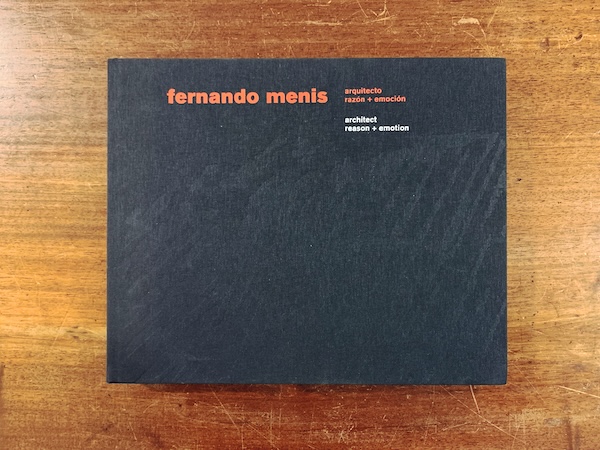 fernando menis
arquitecto
razón + emoción
architect
reason + emotion